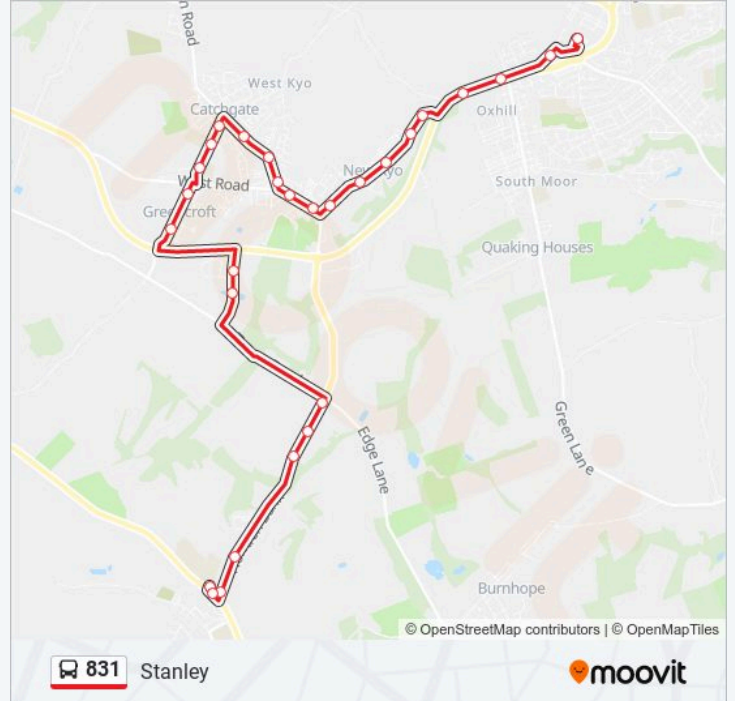 n Road
West Kyo
Catchgate
Oxhill
New Kyo
West Road
South Moor
Greencroft
Quaking Houses
Edge Lane
Green Lane
Burnhope
© OpenStreetMap contributors | © OpenMapTiles
831 Stanley
moovit